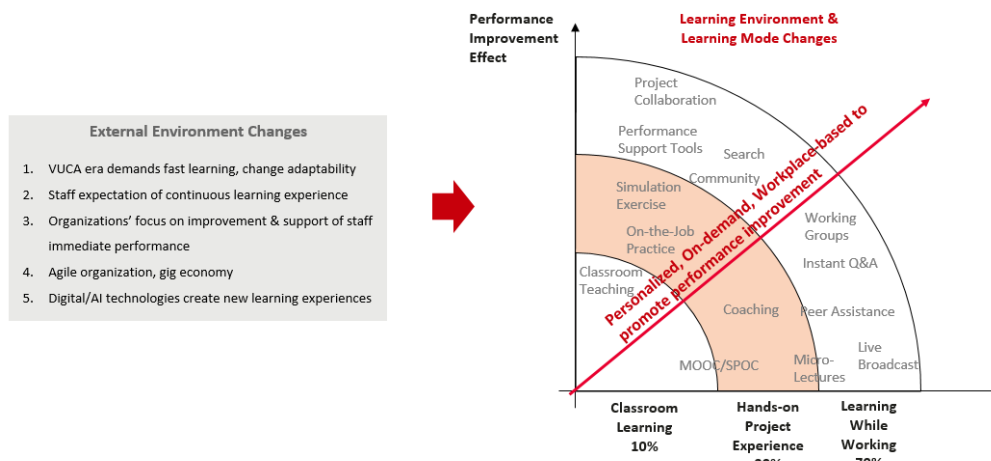 Performance
Improvement
Effect
Learning Environment &
Learning Mode Changes
External Environment Changes
1. VUCA era demands fast learning, change adaptability
2. Staff expectation of continuous learning experience
3. Organizations' focus on improvement & support of staff
immediate performance
4. Agile organization, gig economy
5. Digital/AI technologies create new learning experiences
Project
Collaboration
Performance
Support Tools
Search
Community
Simulation
Exercise
On-the-Job
Practice
Classroom
Teaching
Personalized, On-demand, Workplace-based to
promote performance improvement
Working
Groups
Instant Q&A
Coaching
Peer Assistance
MOOC/SPOC
Micro-
Lectures
Live
Broadcast
Classroom
Learning
10%
Hands-on
Project
Experience
Learning
While
Working